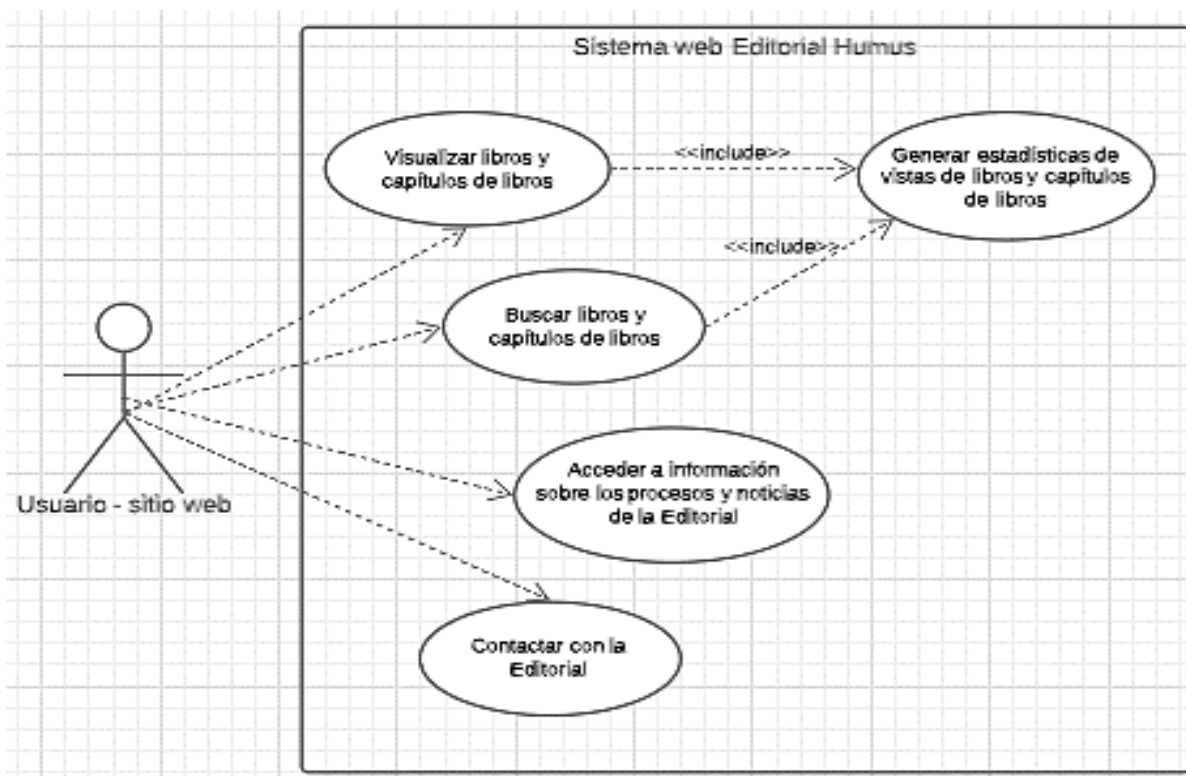 Sistema web Editorial Humus
Visualizar libros y
capítulos de libros
<<include>>
Generar estadísticas de
vistas de libros y capítulos
de libros
<<include>>
Buscar libros y
capítulos de libros
Acceder a información
sobre los procesos y noticias
de la Editorial
Usuario - sitio web
Contactar con la
Editorial